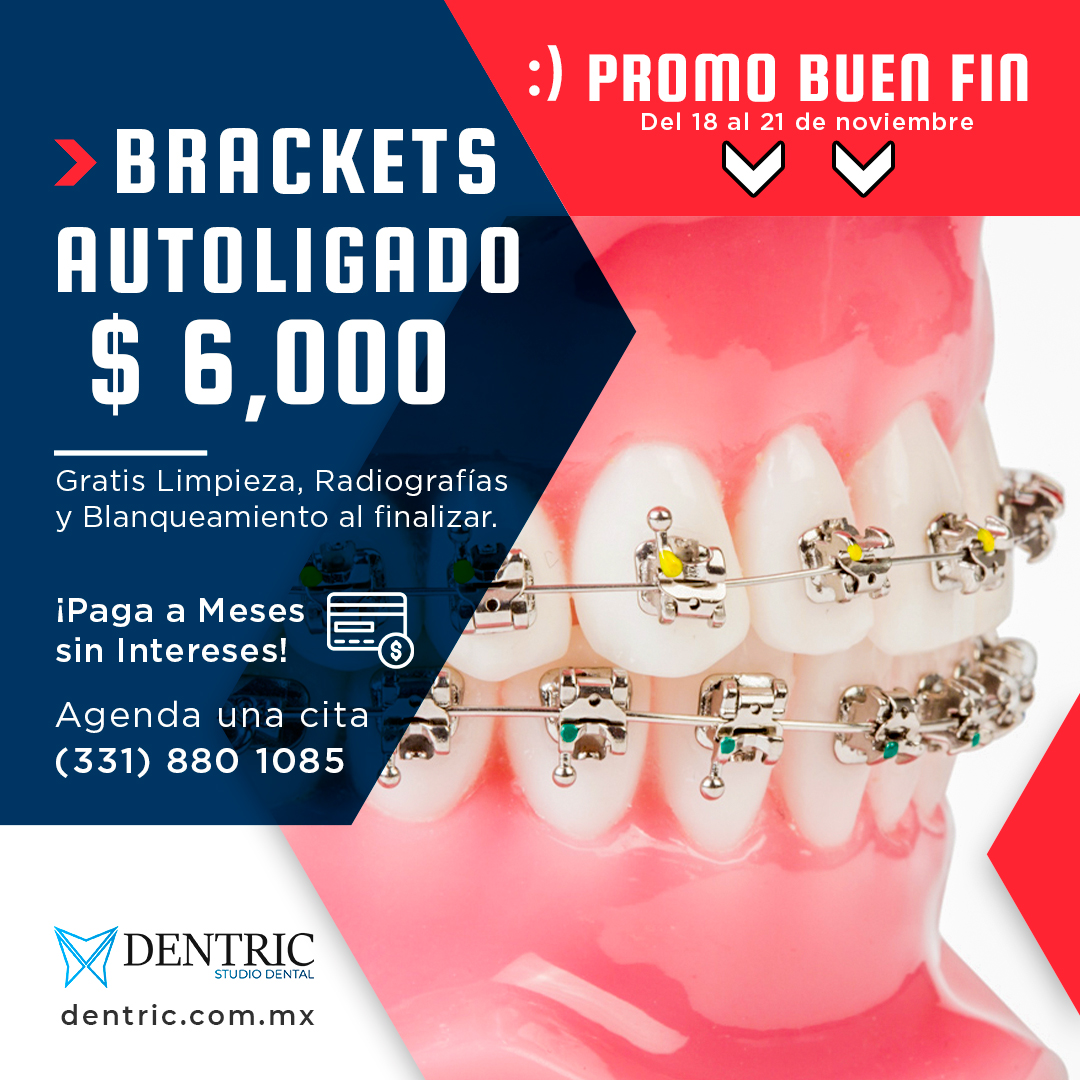 :) PROMO BUEN FIN
Del 18 al 21 de noviembre
BRACKETS
AUTOLIGADO
$ 6,000
Gratis Limpieza, Radiografías
y Blanqueamiento al finalizar.
¡Paga a Meses
sin Intereses!
$
Agenda una cita
(331) 880 1085
DENTRIC
STUDIO DENTAL
dentric.com.mx